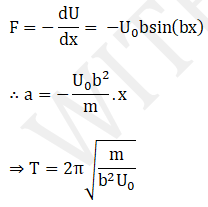 F = − dU/dx = −U₀bsin(bx)
∴ a = − U₀b²/m .x
⇒ T = 2π√(m/b²U₀)